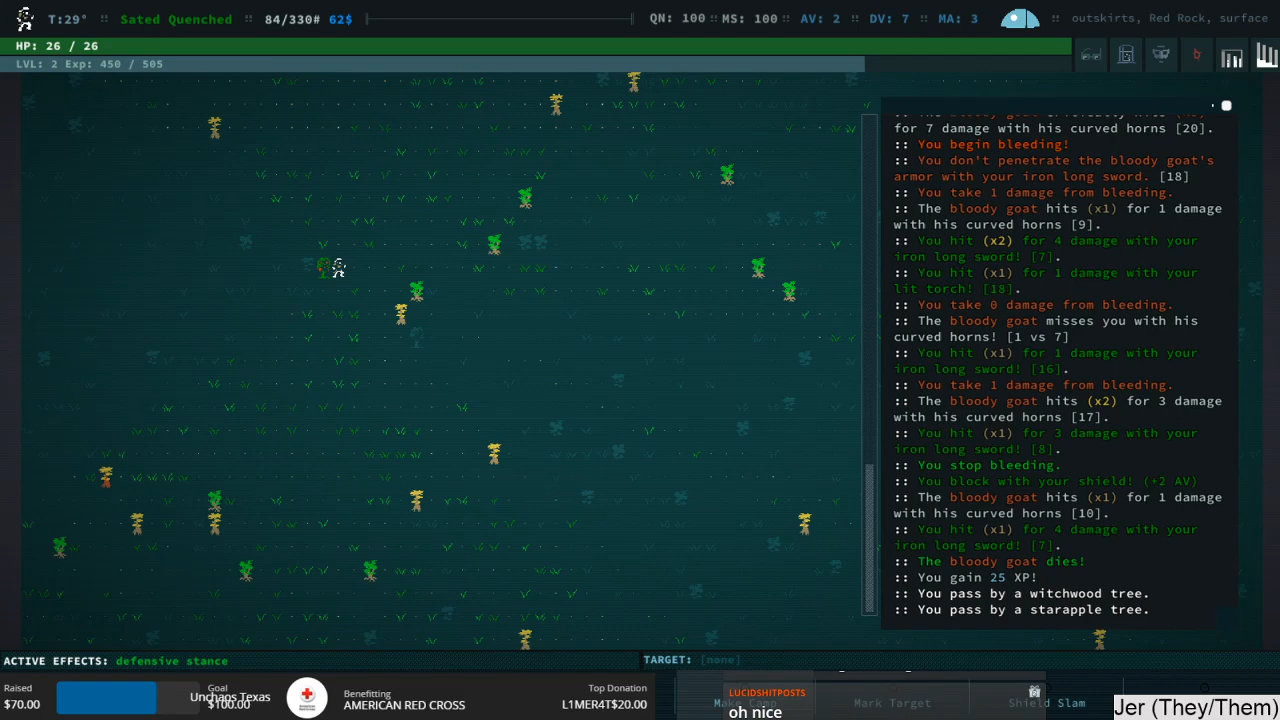 T:29° :: Sated Quenched :: 84/330# 62$ QN: 100 :: MS: 100 :: AV: 2 :: DV: 7 :: MA: 3 :: outskirts, Red Rock, surface
HP: 26 / 26
LVL: 2 Exp: 450 / 505
for 7 damage with his curved horns [20].
:: You begin bleeding!
:: You don't penetrate the bloody goat's
armor with your iron long sword. [18]
:: You take 1 damage from bleeding.
:: The bloody goat hits (x1) for 1 damage
with his curved horns [9].
:: You hit (x2) for 4 damage with your
iron long sword! [7].
:: You hit (x1) for 1 damage with your
lit torch! [18].
:: You take 0 damage from bleeding.
:: The bloody goat misses you with his
curved horns! [1 vs 7]
:: You hit (x1) for 1 damage with your
iron long sword! [16].
:: You take 1 damage from bleeding.
:: The bloody goat hits (x2) for 3 damage
with his curved horns [17].
:: You hit (x1) for 3 damage with your
iron long sword! [8].
:: You stop bleeding.
:: You block with your shield! (+2 AV)
:: The bloody goat hits (x1) for 1 damage
with his curved horns [10].
:: You hit (x1) for 4 damage with your
iron long sword! [7].
:: The bloody goat dies!
:: You gain 25 XP!
:: You pass by a witchwood tree.
:: You pass by a starapple tree.
ACTIVE EFFECTS: defensive stance
TARGET: [none]
Raised
$70.00
Goal
Benefitting
AMERICAN RED CROSS
Top Donation
L1MER4T$20.00
LUCIDSHITPOSTS
oh nice
Make Camp
Mark Target
Shield Slam
Jer (They/Them)